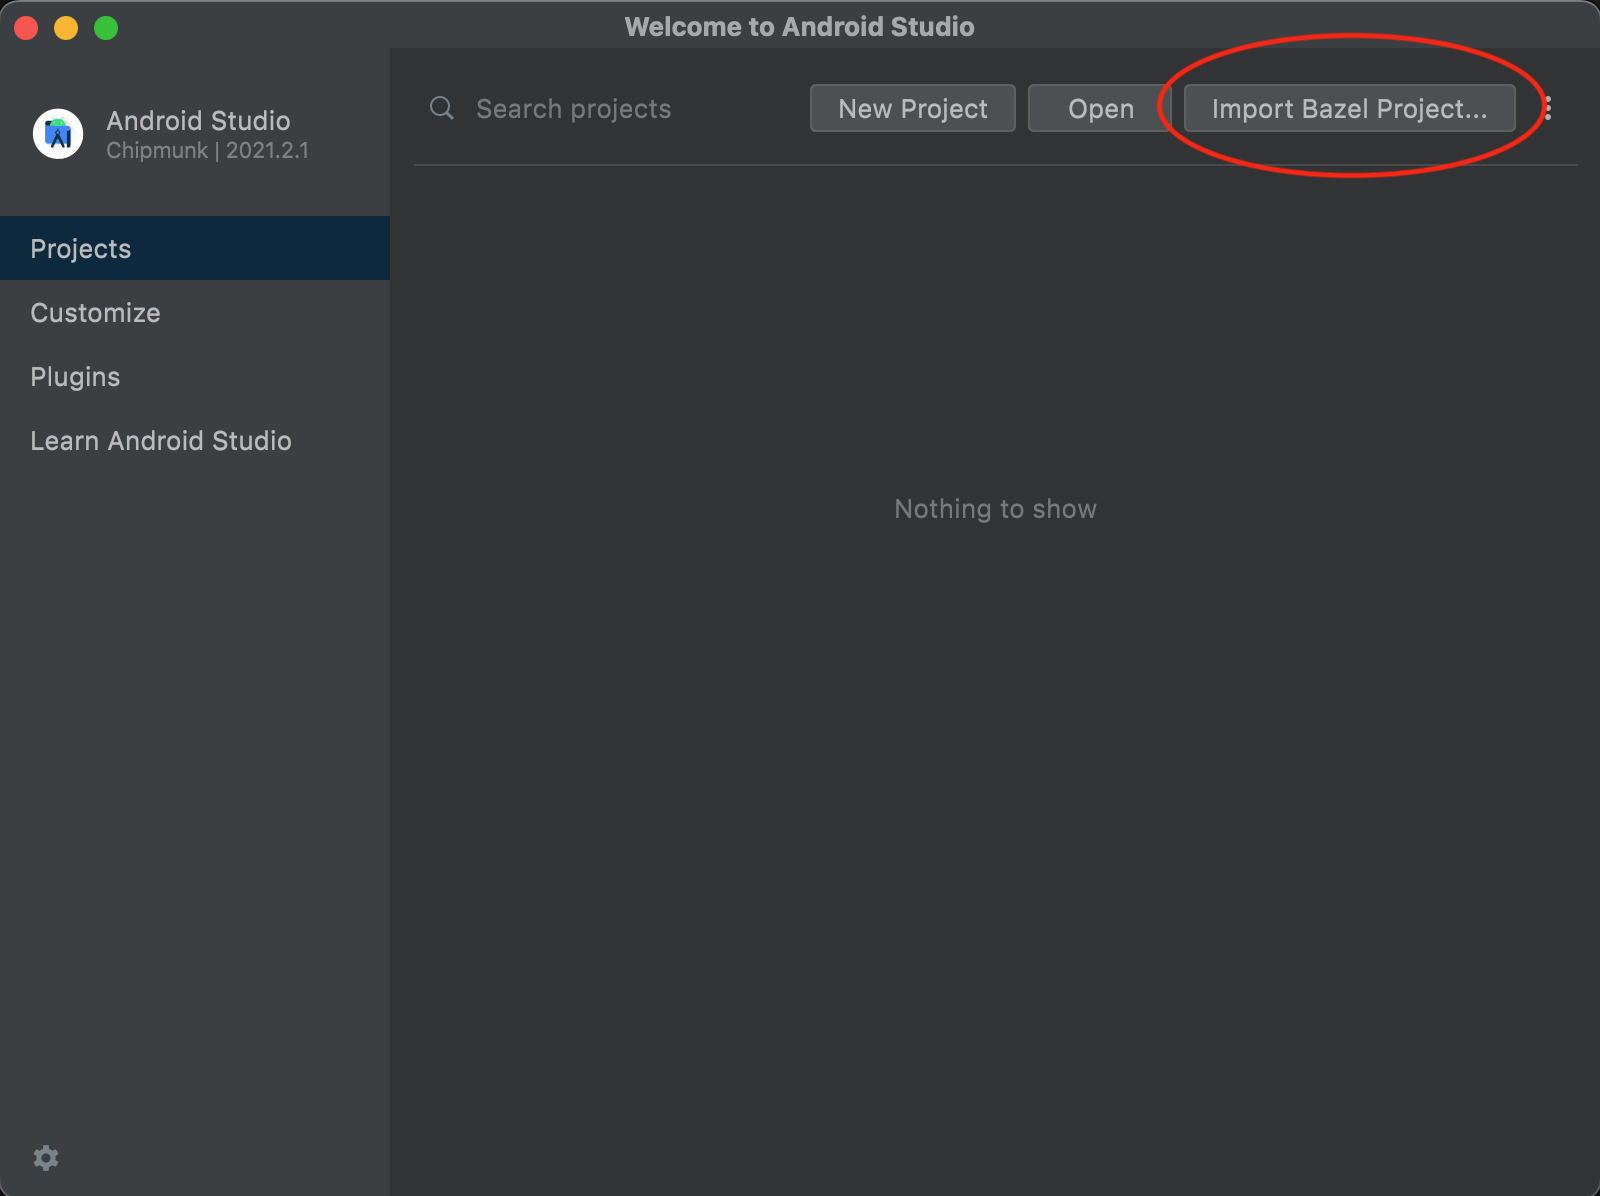 Welcome to Android Studio
Android Studio
Chipmunk | 2021.2.1
Search projects
New Project
Open
Import Bazel Project...
Projects
Customize
Plugins
Learn Android Studio
Nothing to show